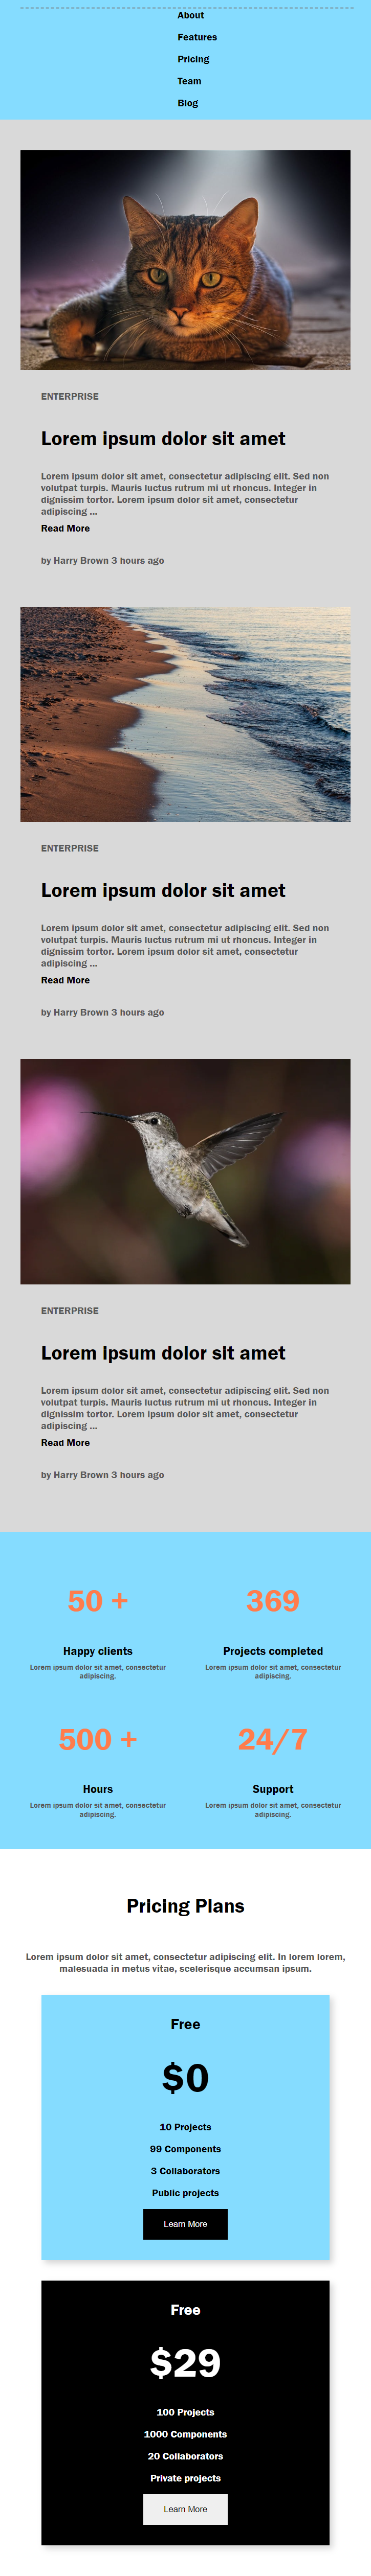 About
Features
Pricing
Team
Blog
ENTERPRISE
Lorem ipsum dolor sit amet
Lorem ipsum dolor sit amet, consectetur adipiscing elit. Sed non
volutpat turpis. Mauris luctus rutrum mi ut rhoncus. Integer in
dignissim tortor. Lorem ipsum dolor sit amet, consectetur
adipiscing ...
Read More
by Harry Brown 3 hours ago
ENTERPRISE
Lorem ipsum dolor sit amet
Lorem ipsum dolor sit amet, consectetur adipiscing elit. Sed non
volutpat turpis. Mauris luctus rutrum mi ut rhoncus. Integer in
dignissim tortor. Lorem ipsum dolor sit amet, consectetur
adipiscing ...
Read More
by Harry Brown 3 hours ago
ENTERPRISE
Lorem ipsum dolor sit amet
Lorem ipsum dolor sit amet, consectetur adipiscing elit. Sed non
volutpat turpis. Mauris luctus rutrum mi ut rhoncus. Integer in
dignissim tortor. Lorem ipsum dolor sit amet, consectetur
adipiscing ...
Read More
by Harry Brown 3 hours ago
50 +
Happy clients
Lorem ipsum dolor sit amet, consectetur
adipiscing.
369
Projects completed
Lorem ipsum dolor sit amet, consectetur
adipiscing.
500 +
Hours
Lorem ipsum dolor sit amet, consectetur
adipiscing.
24/7
Support
Lorem ipsum dolor sit amet, consectetur
adipiscing.
Pricing Plans
Lorem ipsum dolor sit amet, consectetur adipiscing elit. In lorem lorem,
malesuada in metus vitae, scelerisque accumsan ipsum.
Free
$0
10 Projects
99 Components
3 Collaborators
Public projects
Learn More
Free
$29
100 Projects
1000 Components
20 Collaborators
Private projects
Learn More